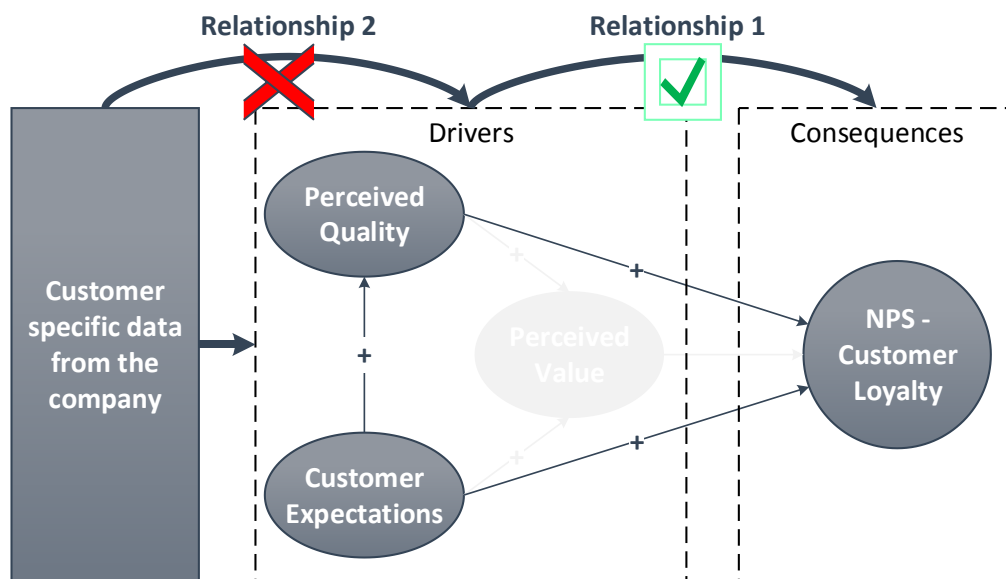 Relationship 2
Relationship 1
Drivers
Consequences
Perceived
Quality
+
+
Customer
specific data
from the
company
+
Perceived
Value
NPS -
Customer
Loyalty
+
+
Customer
Expectations